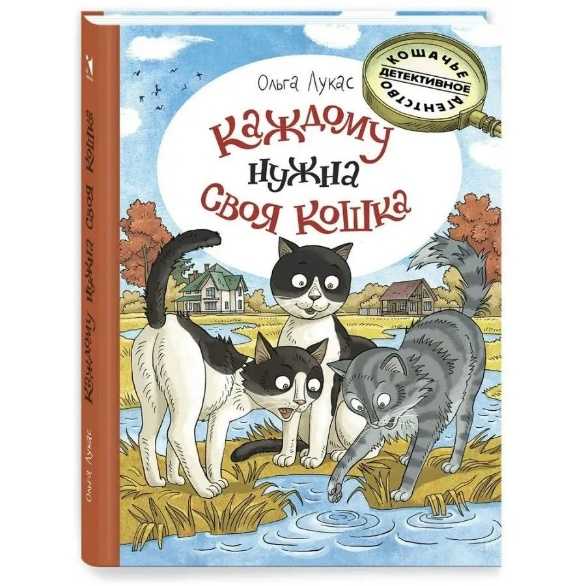 Ольга Лукас
Каждому
нужна
своя кошка
КОШАЧЬЕ
ДЕТЕКТИВНОЕ
АГЕНТСТВО
Ольга Лукас Каждому нужна своя кошка